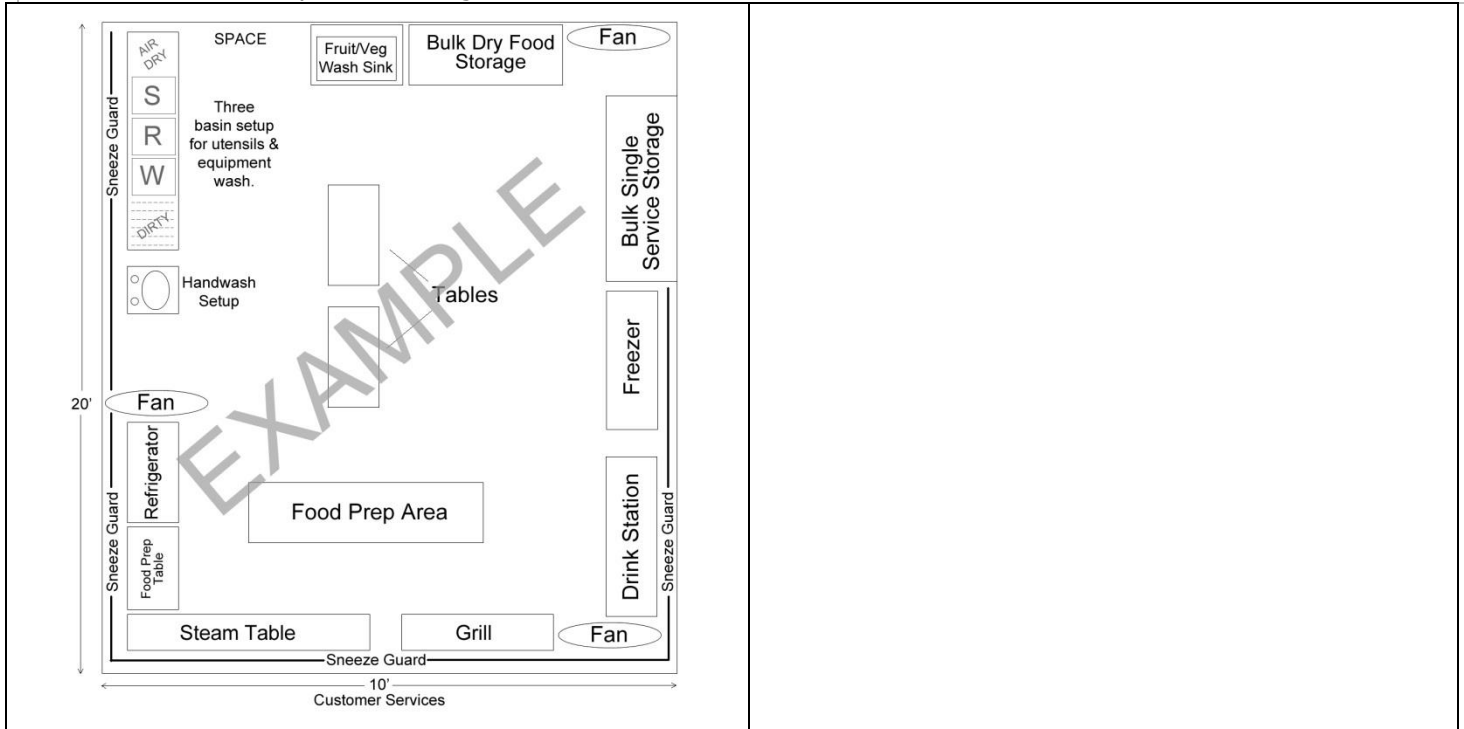 AIR
DRY
SPACE
Fruit/Veg
Wash Sink
Bulk Dry Food
Storage
Fan
S
R
W
DIRTY
Three
basin setup
for utensils &
equipment
wash.
Sneeze Guard
Bulk Single
Service Storage
Handwash
Setup
Tables
EXAMPLE
Freezer
20'
Fan
Refrigerator
Food Prep Area
Drink Station
Sneeze Guard
Sneeze Guard
Food Prep
Table
Steam Table
Grill
Fan
Sneeze Guard
10'
Customer Services